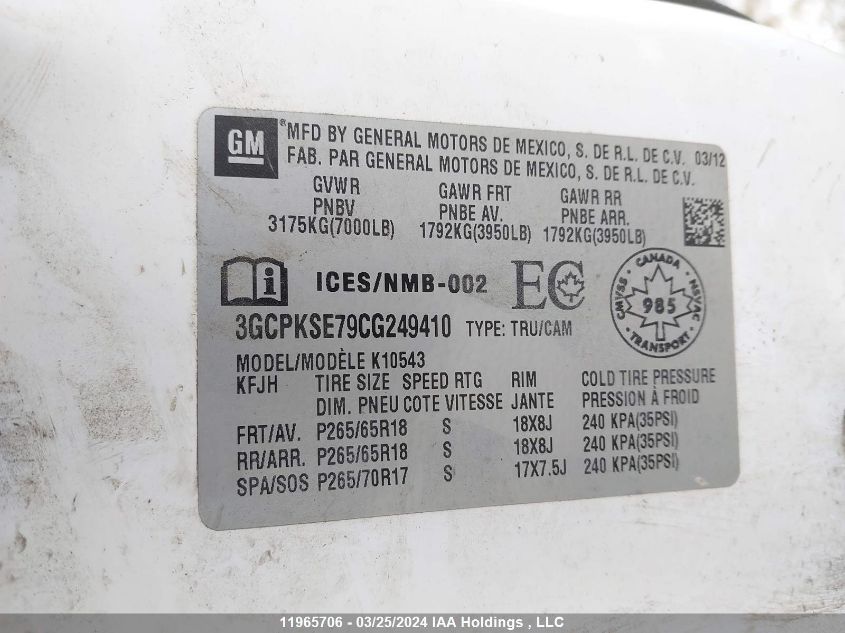 GM
*MFD BY GENERAL MOTORS DE MEXICO, S. DE R.L. DE C.V. 03/12
FAB. PAR GENERAL MOTORS DE MEXICO, S. DE R.L. DE C.V.
GVWR GAWR FRT GAWR RR
PNBV PNBE AV. PNBE ARR.
3175KG(7000LB) 1792KG(3950LB) 1792KG(3950LB)
i ICES/NMB-002 EC
CANADA
CMVSS 985 NSVAC
TRANSPORT
3GCPKSE79CG249410 TYPE: TRU/CAM
MODEL/MODÈLE K10543
KFJH TIRE SIZE SPEED RTG RIM COLD TIRE PRESSURE
DIM. PNEU COTE VITESSE JANTE PRESSION À FROID
FRT/AV. P265/65R18 S 18X8J 240 KPA(35PSI)
RR/ARR. P265/65R18 S 18X8J 240 KPA(35PSI)
SPA/SOS P265/70R17 S 17X7.5J 240 KPA(35PSI)
11965706 - 03/25/2024 IAA Holdings , LLC